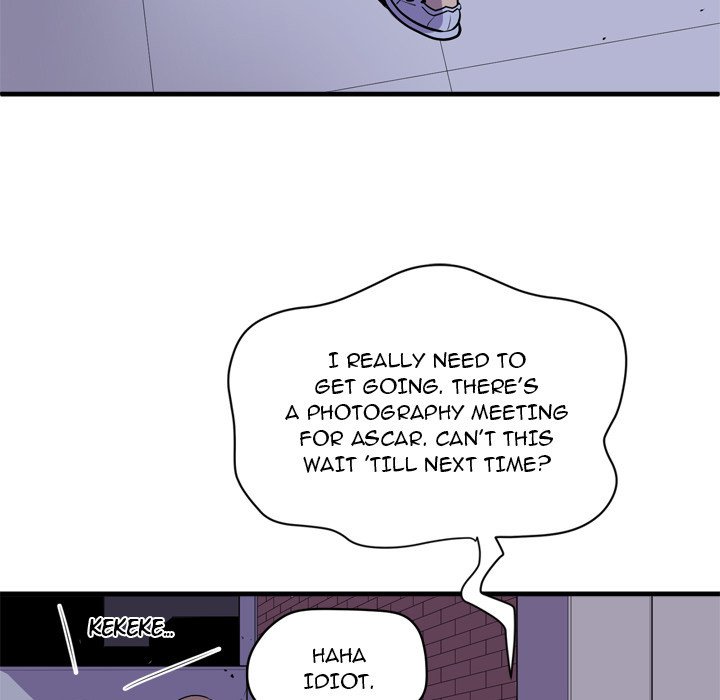 I REALLY NEED TO
GET GOING. THERE'S
A PHOTOGRAPHY MEETING
FOR ASCAR. CAN'T THIS
WAIT 'TILL NEXT TIME?
KEKEKE...
HAHA
IDIOT.